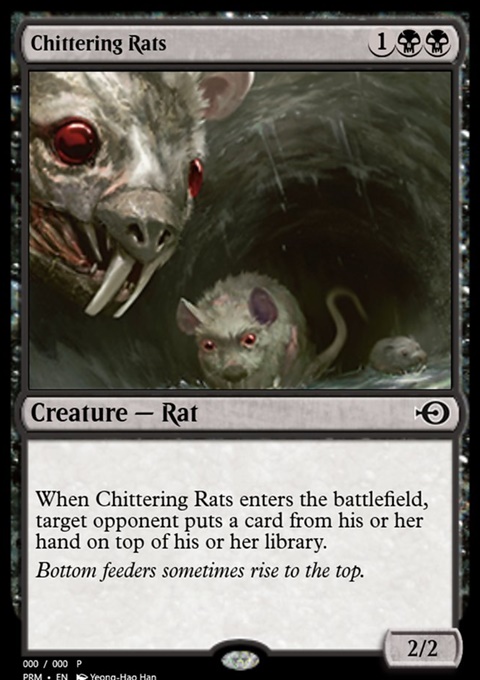 Chittering Rats 1
Creature — Rat
When Chittering Rats enters the battlefield,
target opponent puts a card from his or her
hand on top of his or her library.
Bottom feeders sometimes rise to the top.
2/2
000 / 000 P
PRM • EN Yeong-Hao Han